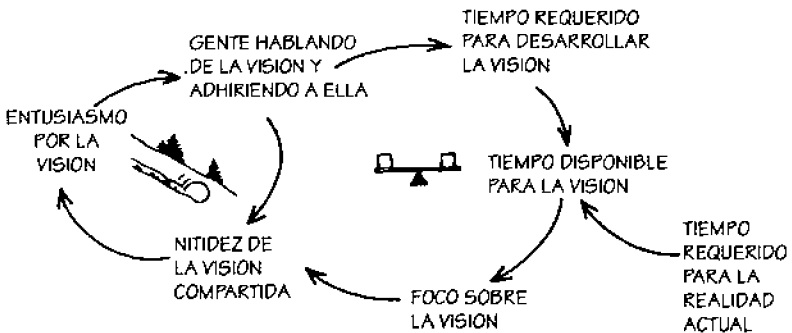 TIEMPO REQUERIDO
PARA DESARROLLAR
LA VISION
GENTE HABLANDO
.DE LA VISION Y
ADHIRIENDO A ELLA
ENTUSIASMO
POR LA
VISION
TIEMPO DISPONIBLE
PARA LA VISION
NITIDEZ DE
LA VISION
COMPARTIDA
FOCO SOBRE
LA VISION
TIEMPO
REQUERIDO
PARA LA
REALIDAD
ACTUAL